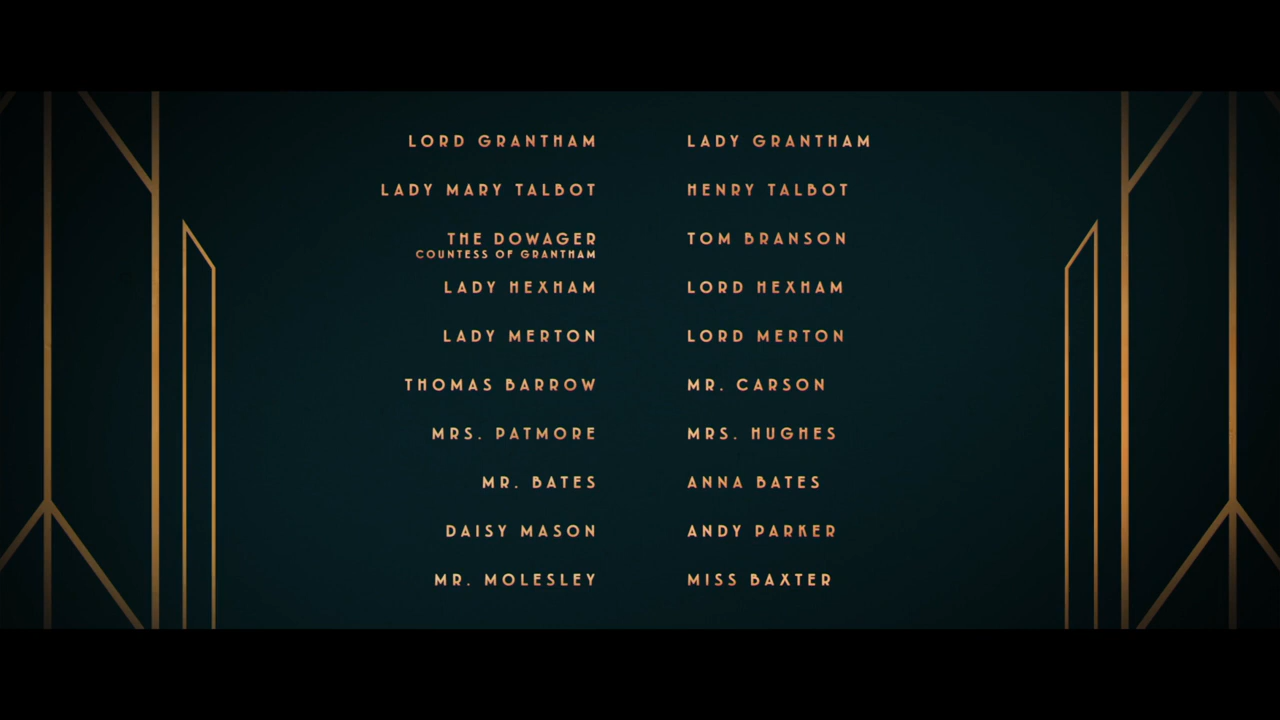 LORD GRANTHAM LADY GRANTHAM
LADY MARY TALBOT HENRY TALBOT
THE DOWAGER TOM BRANSON
COUNTESS OF GRANTHAM
LADY HEXHAM LORD HEXHAM
LADY MERTON LORD MERTON
THOMAS BARROW MR. CARSON
MRS. PATMORE MRS. HUGHES
MR. BATES ANNA BATES
DAISY MASON ANDY PARKER
MR. MOLESLEY MISS BAXTER